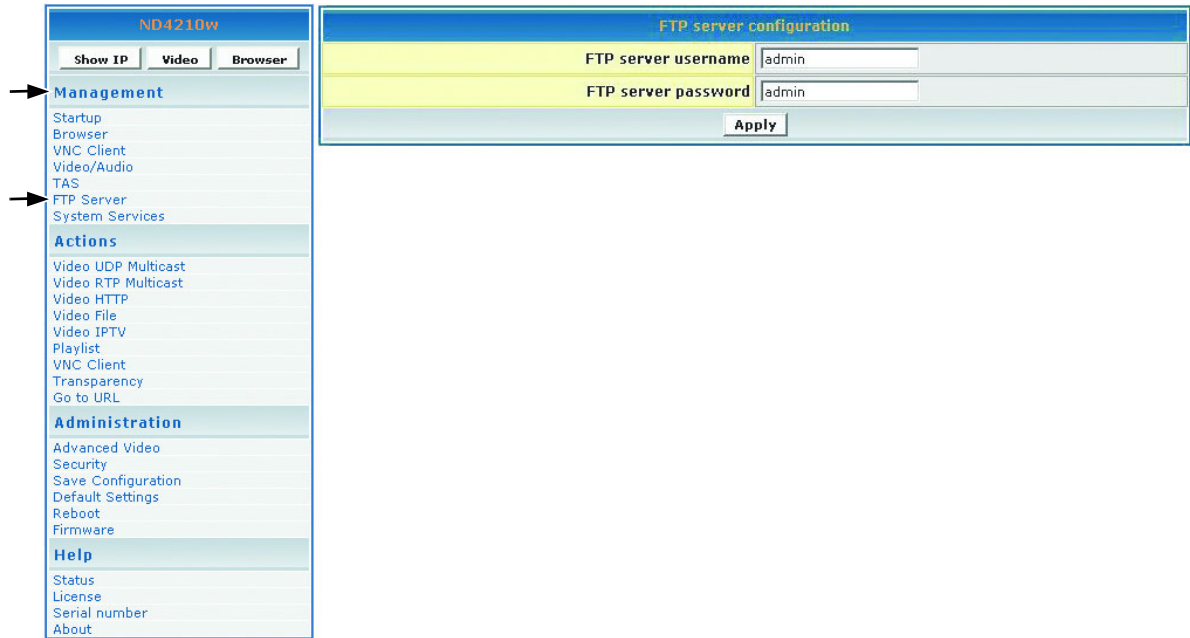 ND4210w
Show IP Video Browser
Management
Startup
Browser
VNC Client
Video/Audio
TAS
FTP Server
System Services
Actions
Video UDP Multicast
Video RTP Multicast
Video HTTP
Video File
Video IPTV
Playlist
VNC Client
Transparency
Go to URL
Administration
Advanced Video
Security
Save Configuration
Default Settings
Reboot
Firmware
Help
Status
License
Serial number
About
FTP server configuration
FTP server username admin
FTP server password admin
Apply